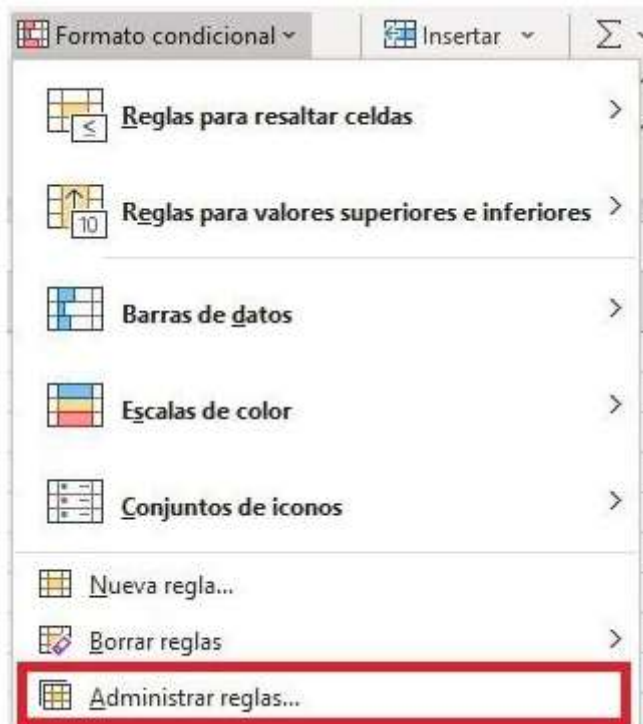 Formato condicional Insertar
Reglas para resaltar celdas
10
Reglas para valores superiores e inferiores
Barras de datos
Escalas de color
Conjuntos de iconos
Nueva regla...
Borrar reglas
Administrar reglas...